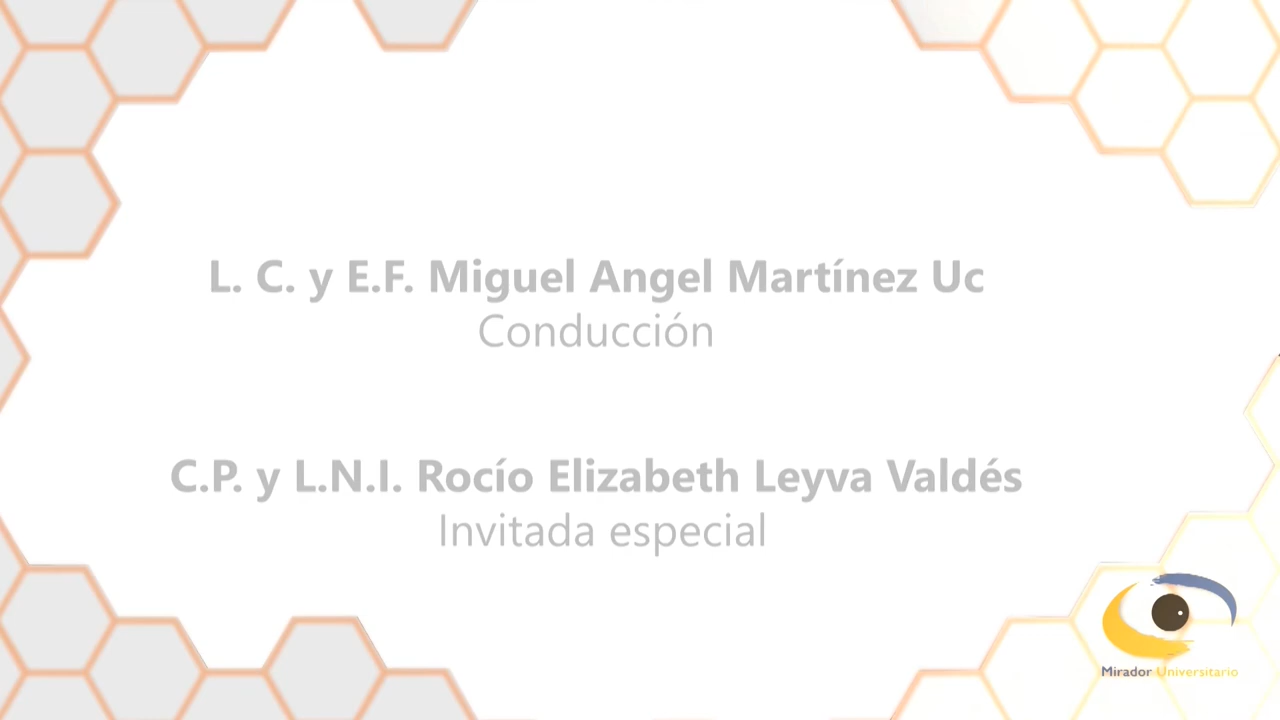 L. C. y E.F. Miguel Angel Martínez Uc
Conducción
C.P. y L.N.I. Rocío Elizabeth Leyva Valdés
Invitada especial
Mirador Universitario